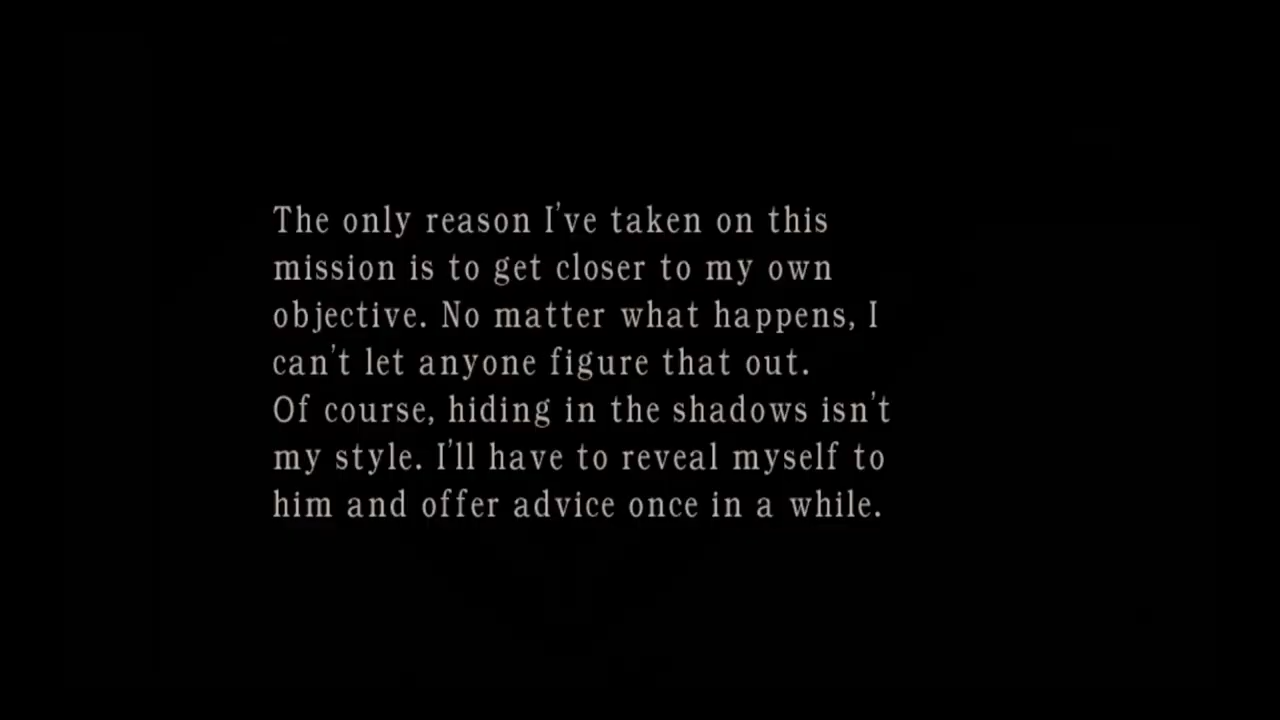 The only reason I've taken on this
mission is to get closer to my own
objective. No matter what happens, I
can't let anyone figure that out.
Of course, hiding in the shadows isn't
my style. I'll have to reveal myself to
him and offer advice once in a while.